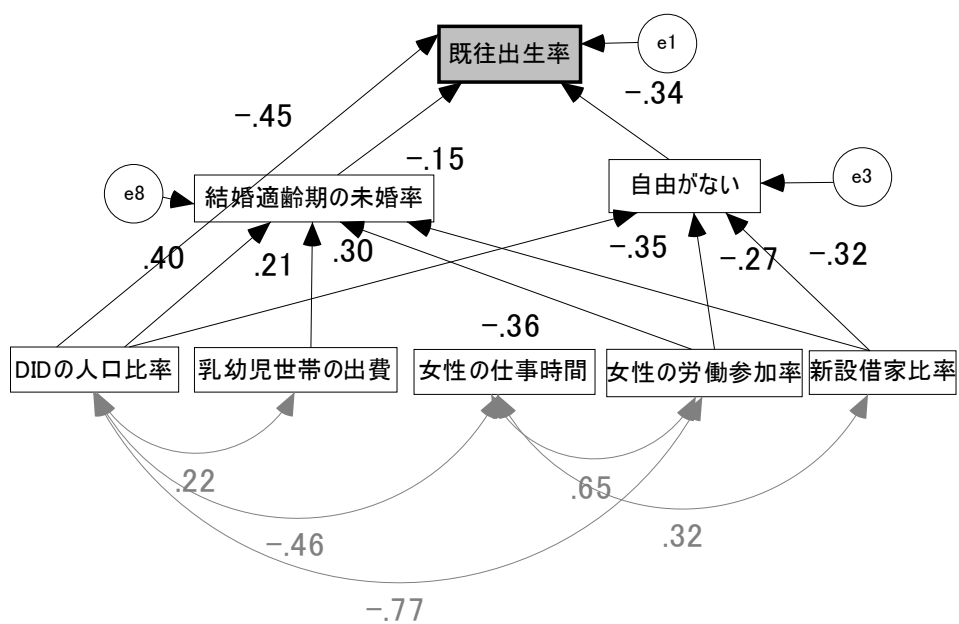 既往出生率
e1
-.34
-.45
-.15
e8
結婚適齢期の未婚率
自由がない
e3
.40
.21
.30
-.35
-.27
-.32
-.36
DIDの人口比率
乳幼児世帯の出費
女性の仕事時間
女性の労働参加率
新設借家比率
.22
.65
-.46
.32
-.77